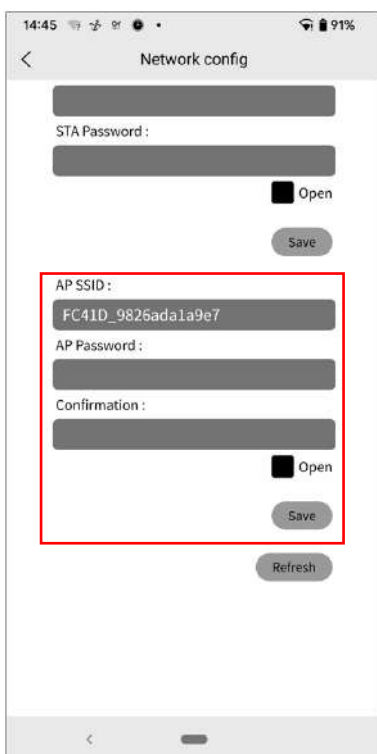 14:45
91%
Network config
STA Password :
Open
Save
AP SSID :
FC41D_9826ada1a9e7
AP Password :
Confirmation :
Open
Save
Refresh